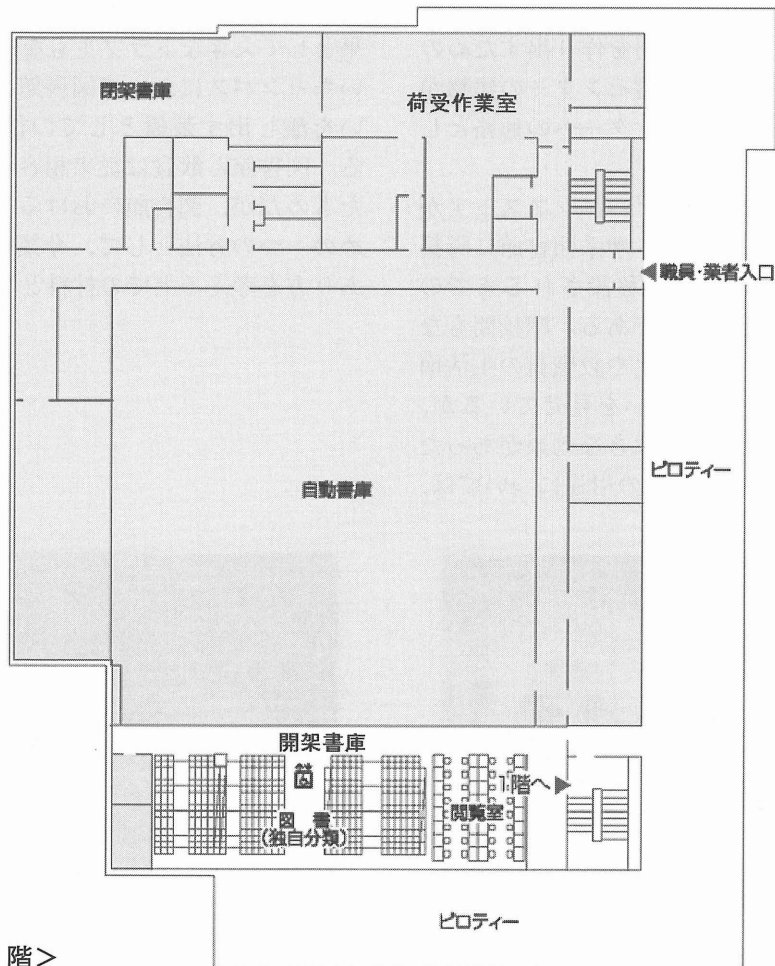 閉架書庫
荷受作業室
◀職員・業者入口
自動書庫
ピロティー
開架書庫
1階へ▶
図 書
(独自分類)
閲覧室
ピロティー
階>